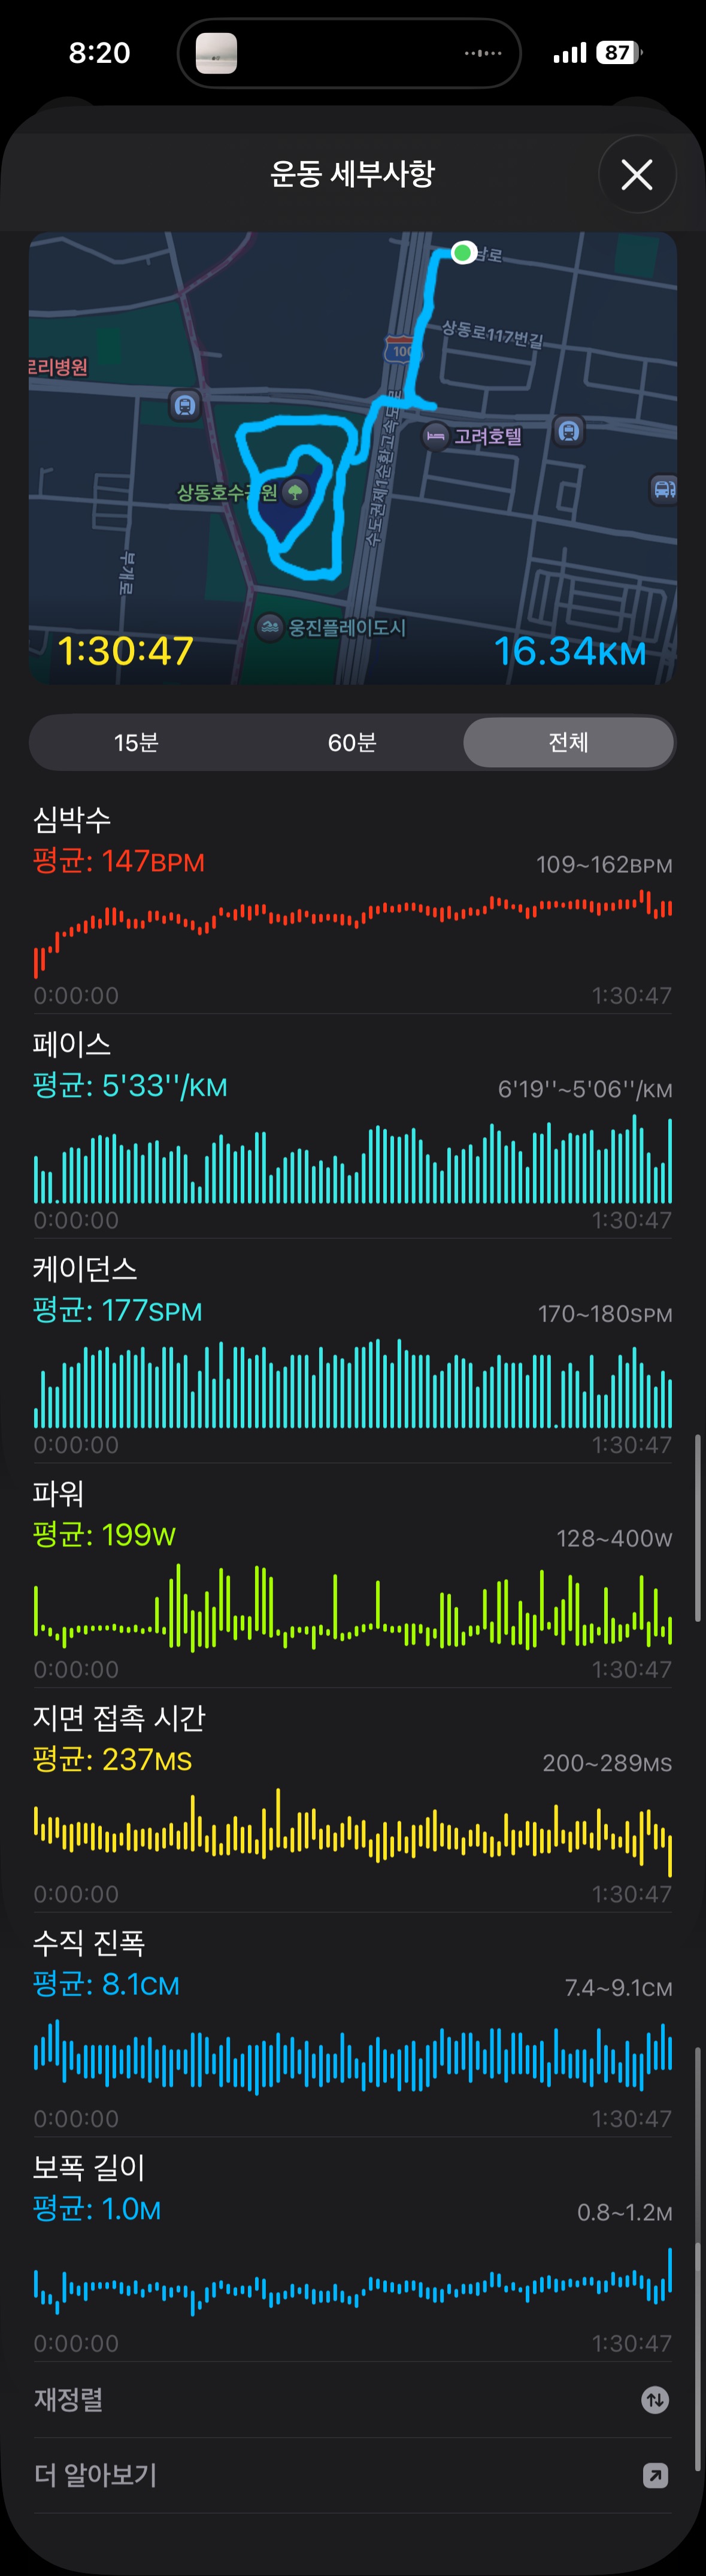 8:20
87
운동 세부사항
남로
상동로117번길
로리병원
100
고려호텔
상동호수공원
수도권제1순환고속도로
부개로
웅진플레이도시
1:30:47
16.34KM
15분
60분
전체
심박수
평균: 147BPM
109~162BPM
0:00:00
1:30:47
페이스
평균: 5'33''/KM
6'19''~5'06''/KM
0:00:00
1:30:47
케이던스
평균: 177SPM
170~180SPM
0:00:00
1:30:47
파워
평균: 199W
128~400W
0:00:00
1:30:47
지면 접촉 시간
평균: 237MS
200~289MS
0:00:00
1:30:47
수직 진폭
평균: 8.1CM
7.4~9.1CM
0:00:00
1:30:47
보폭 길이
평균: 1.0M
0.8~1.2M
0:00:00
1:30:47
재정렬
더 알아보기